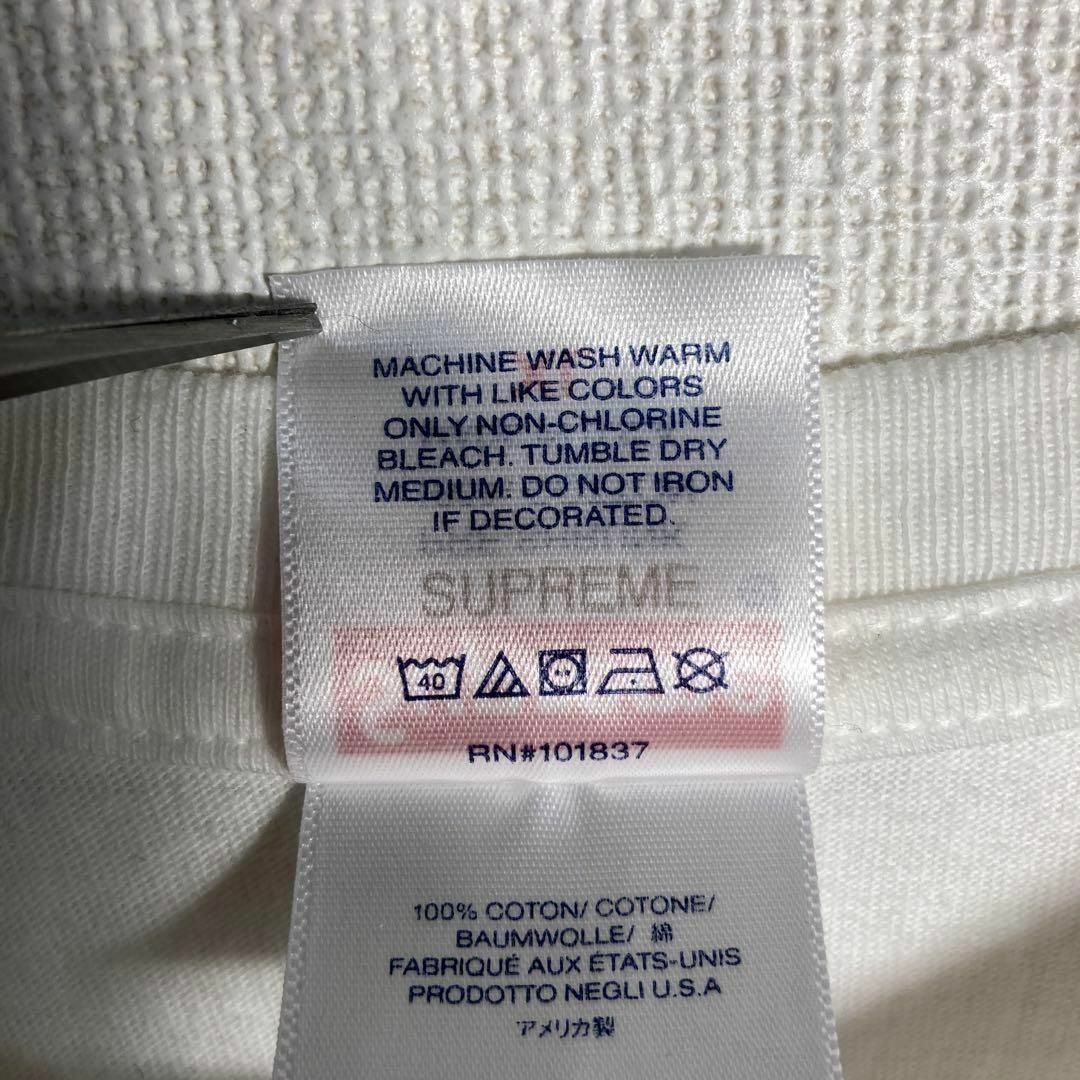 MACHINE WASH WARM
WITH LIKE COLORS
ONLY NON-CHLORINE
BLEACH. TUMBLE DRY
MEDIUM. DO NOT IRON
IF DECORATED.
SUPREME
40
RN#101837
100% COTON/ COTONE/
BAUMWOLLE/ 綿
FABRIQUÉ AUX ÉTATS-UNIS
PRODOTTO NEGLI U.S.A
アメリカ製